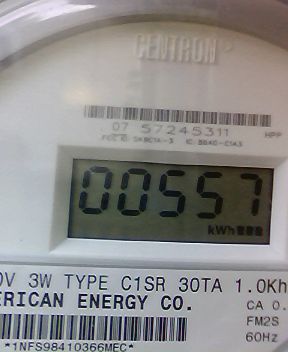 CENTRON®
07 57245311 HPP
00557
kWh
0V 3W TYPE C1SR 30TA 1.0Kh
ERICAN ENERGY CO.
CA 0.
FM2S
60Hz
*1NFS98410366MEC*